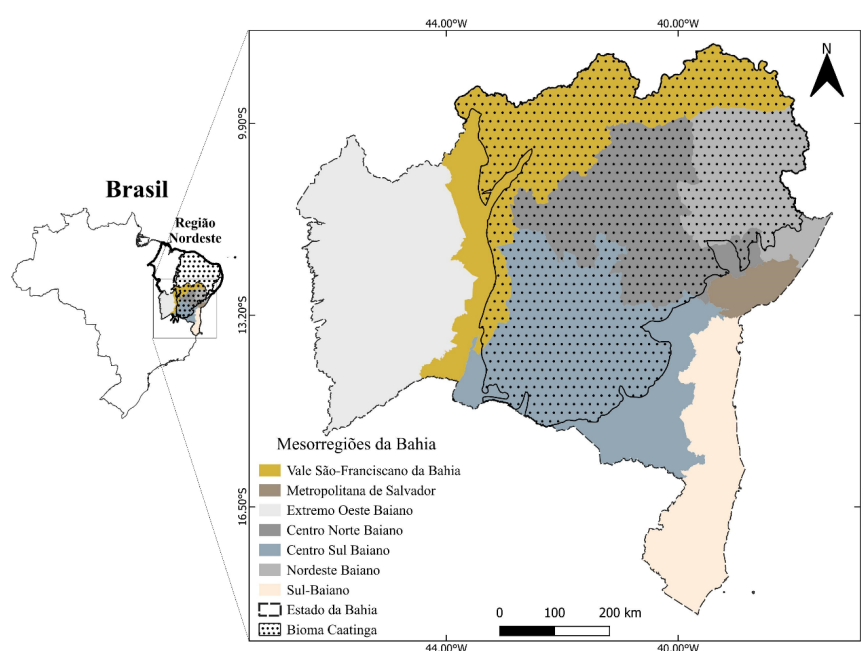 44.00°W 40.00°W
N
9.90°S
Brasil
Região
Nordeste
13.20°S
Mesorregiões da Bahia
Vale São-Franciscano da Bahia
Metropolitana de Salvador
16.50°S
Extremo Oeste Baiano
Centro Norte Baiano
Centro Sul Baiano
Nordeste Baiano
Sul-Baiano
Estado da Bahia
Bioma Caatinga
0 100 200 km
44.00°W 40.00°W